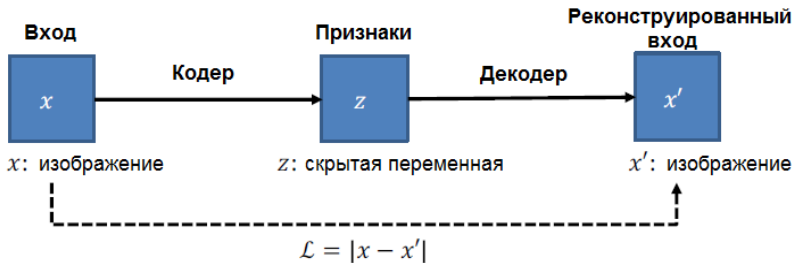 Вход
Признаки
Реконструированный
вход
Кодер
Декодер
x
z
x′
x: изображение
z: скрытая переменная
x′: изображение
ℒ = |x − x′|